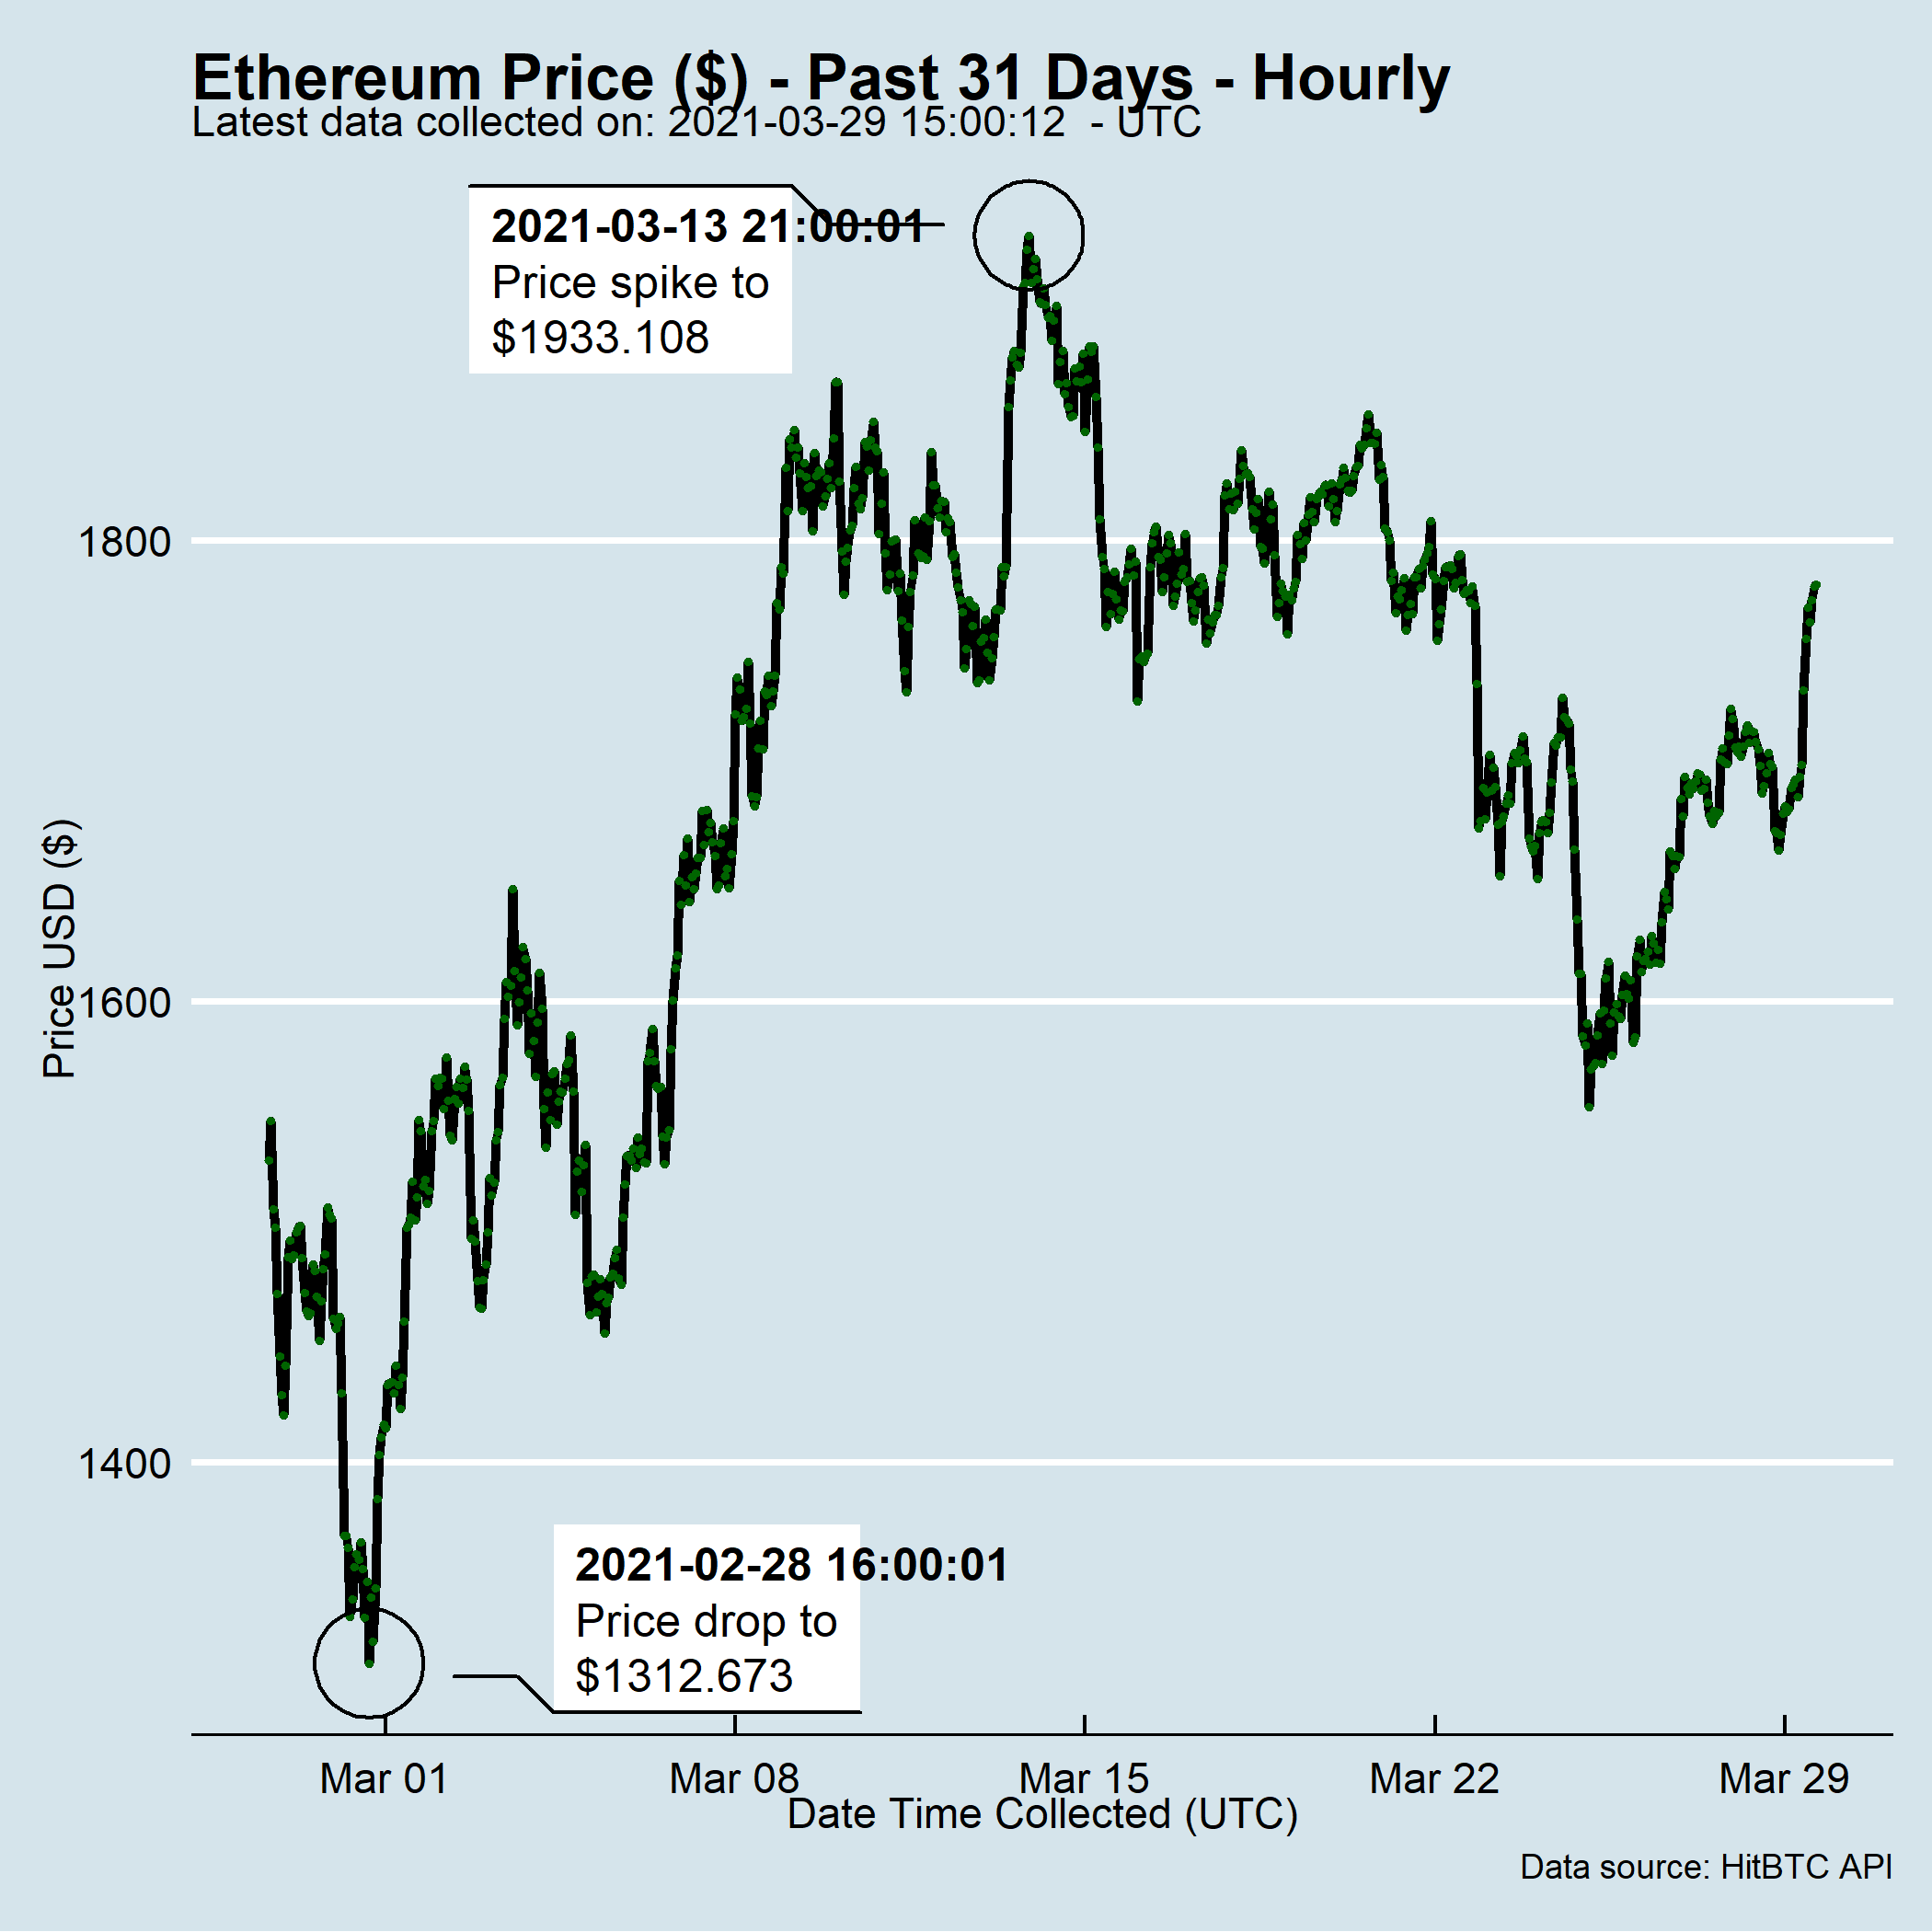 Ethereum Price ($) - Past 31 Days - Hourly
Latest data collected on: 2021-03-29 15:00:12  - UTC
2021-03-13 21:00:01
Price spike to
$1933.108
1800
Price USD ($)
1600
1400
2021-02-28 16:00:01
Price drop to
$1312.673
Mar 01
Mar 08
Mar 15
Mar 22
Mar 29
Date Time Collected (UTC)
Data source: HitBTC API